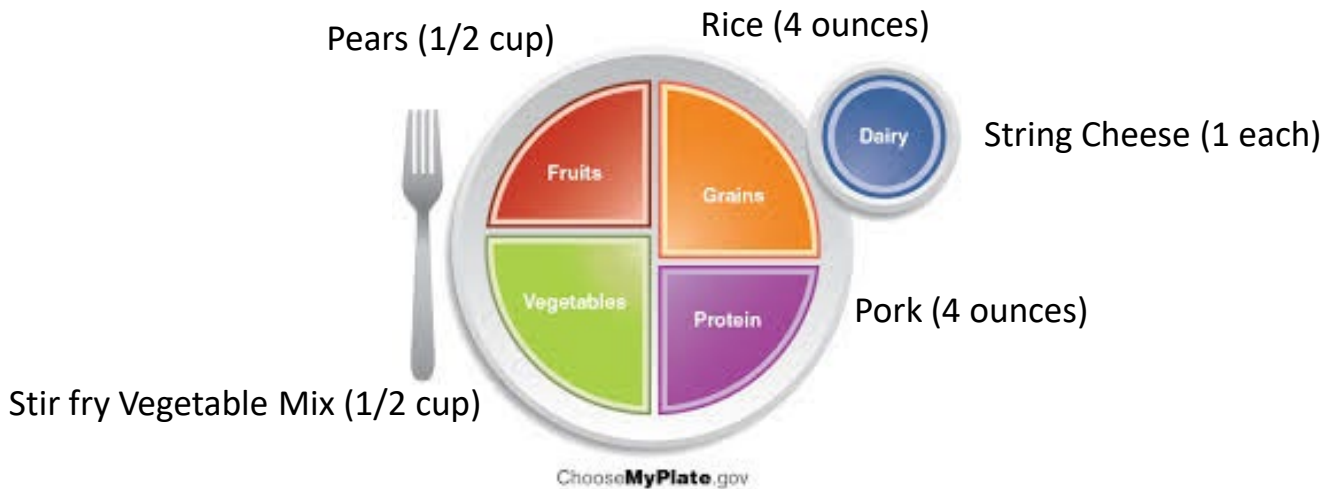 Pears (1/2 cup)
Rice (4 ounces)
Fruits
Grains
Dairy
String Cheese (1 each)
Vegetables
Protein
Pork (4 ounces)
Stir fry Vegetable Mix (1/2 cup)
ChooseMyPlate.gov